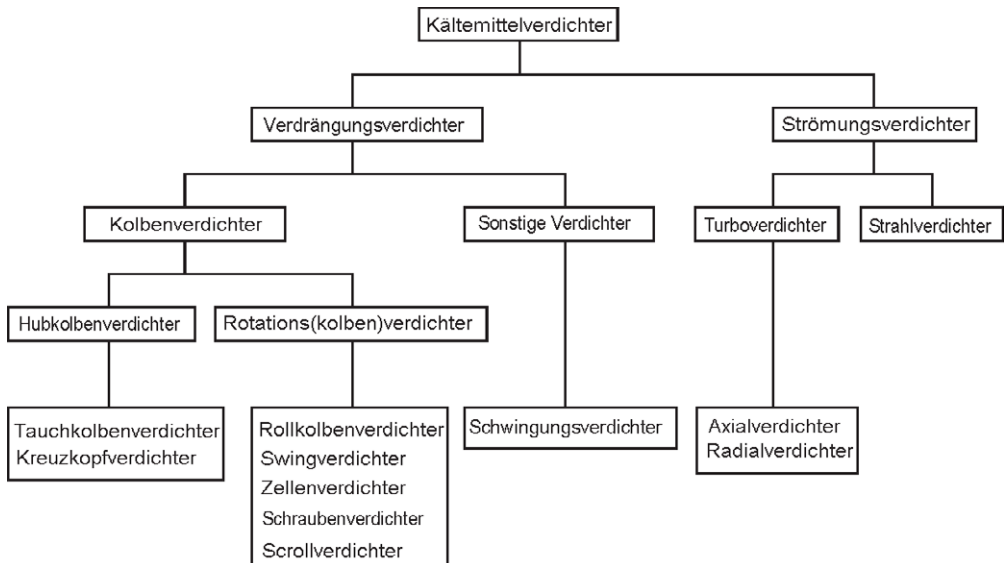 Kältemittelverdichter
Verdrängungsverdichter
Strömungsverdichter
Kolbenverdichter
Sonstige Verdichter
Turboverdichter
Strahlverdichter
Hubkolbenverdichter
Rotations(kolben)verdichter
Tauchkolbenverdichter
Kreuzkopfverdichter
Rollkolbenverdichter
Swingverdichter
Zellenverdichter
Schraubenverdichter
Scrollverdichter
Schwingungsverdichter
Axialverdichter
Radialverdichter